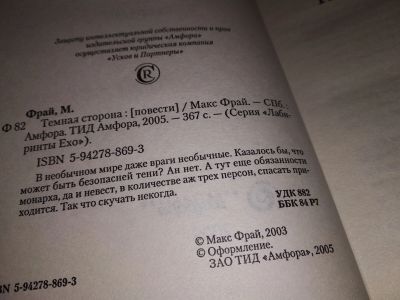 Защиту интеллектуальной собственности и прав
издательской группы «Амфора»
осуществляет юридическая компания
«Усков и Партнеры»
R
Фрай, М.
Ф 82 Темная сторона : [повести] / Макс Фрай. — СПб. :
Амфора. ТИД Амфора, 2005. — 367 с. — (Серия «Лаби-
ринты Ехо»).
ISBN 5-94278-869-3
В необычном мире даже враги необычные. Казалось бы, что
может быть безопасней тени? Ан нет. А тут еще обязанности
монарха, да и невест, в количестве аж трех персон, спасать при-
ходится. Так что скучать некогда.
УДК 882
ББК 84 Р7
© Макс Фрай, 2003
© Оформление.
ЗАО ТИД «Амфора», 2005
5-94278-869-3